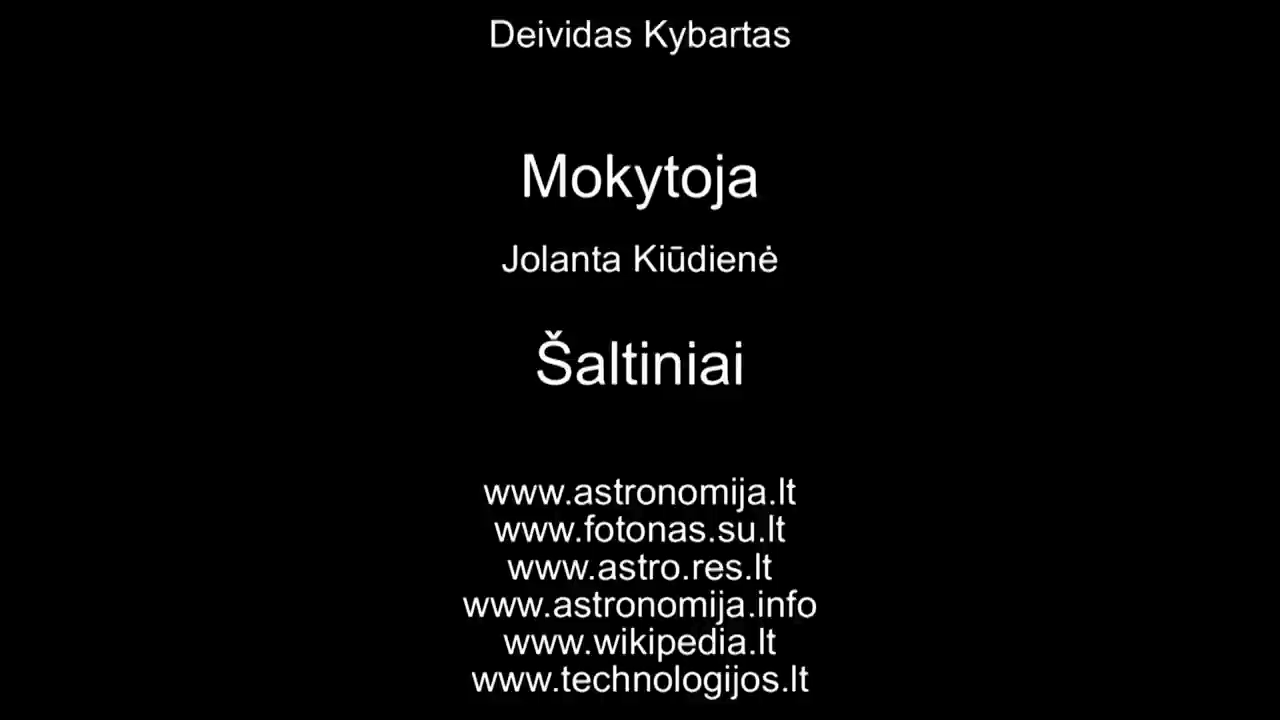 Deividas Kybartas
Mokytoja
Jolanta Kiūdienė
Šaltiniai
www.astronomija.lt
www.fotonas.su.lt
www.astro.res.lt
www.astronomija.info
www.wikipedia.lt
www.technologijos.lt